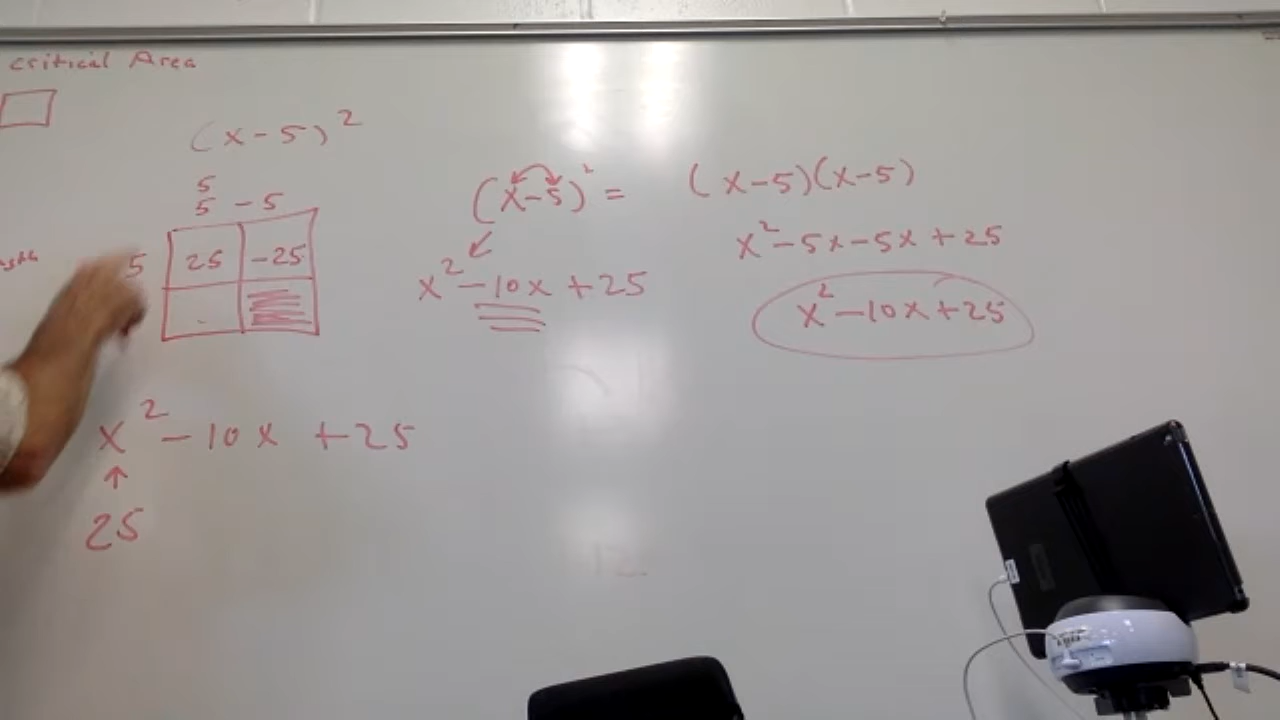 critical Area
(x-5)²
5
5 -5
5 25 -25
x² -10x +25
25
(x-5)² = (x-5)(x-5)
x² -10x +25
x² -5x -5x +25
x² -10x +25